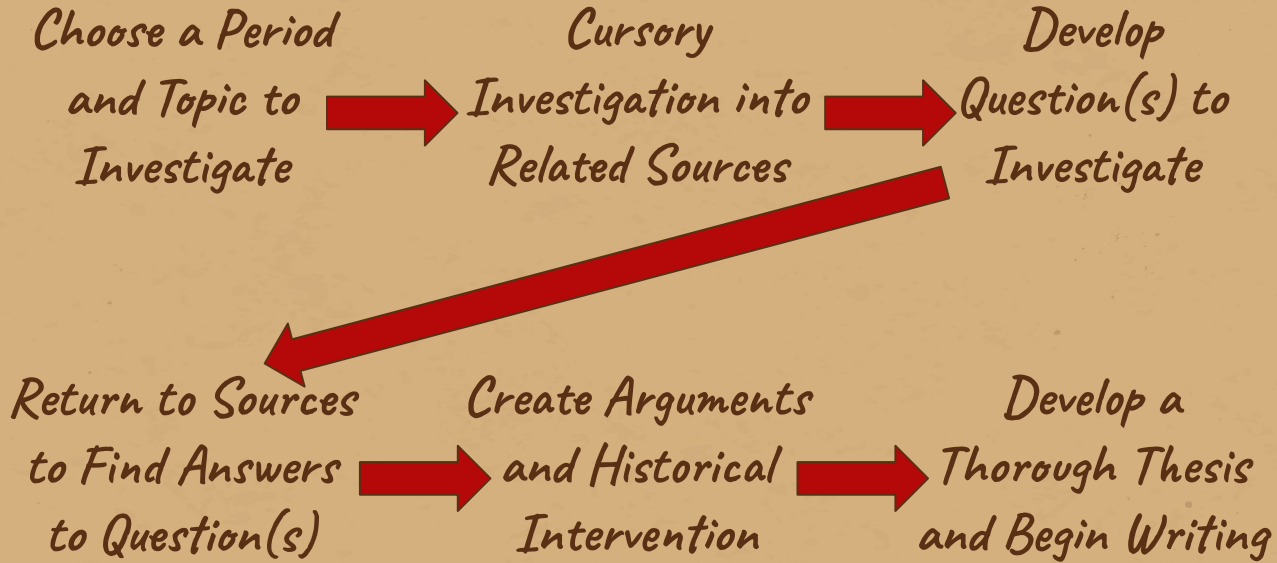 Choose a Period
and Topic to
Investigate
Cursory
Investigation into
Related Sources
Develop
Question(s) to
Investigate
Return to Sources
to Find Answers
to Question(s)
Create Arguments
and Historical
Intervention
Develop a
Thorough Thesis
and Begin Writing